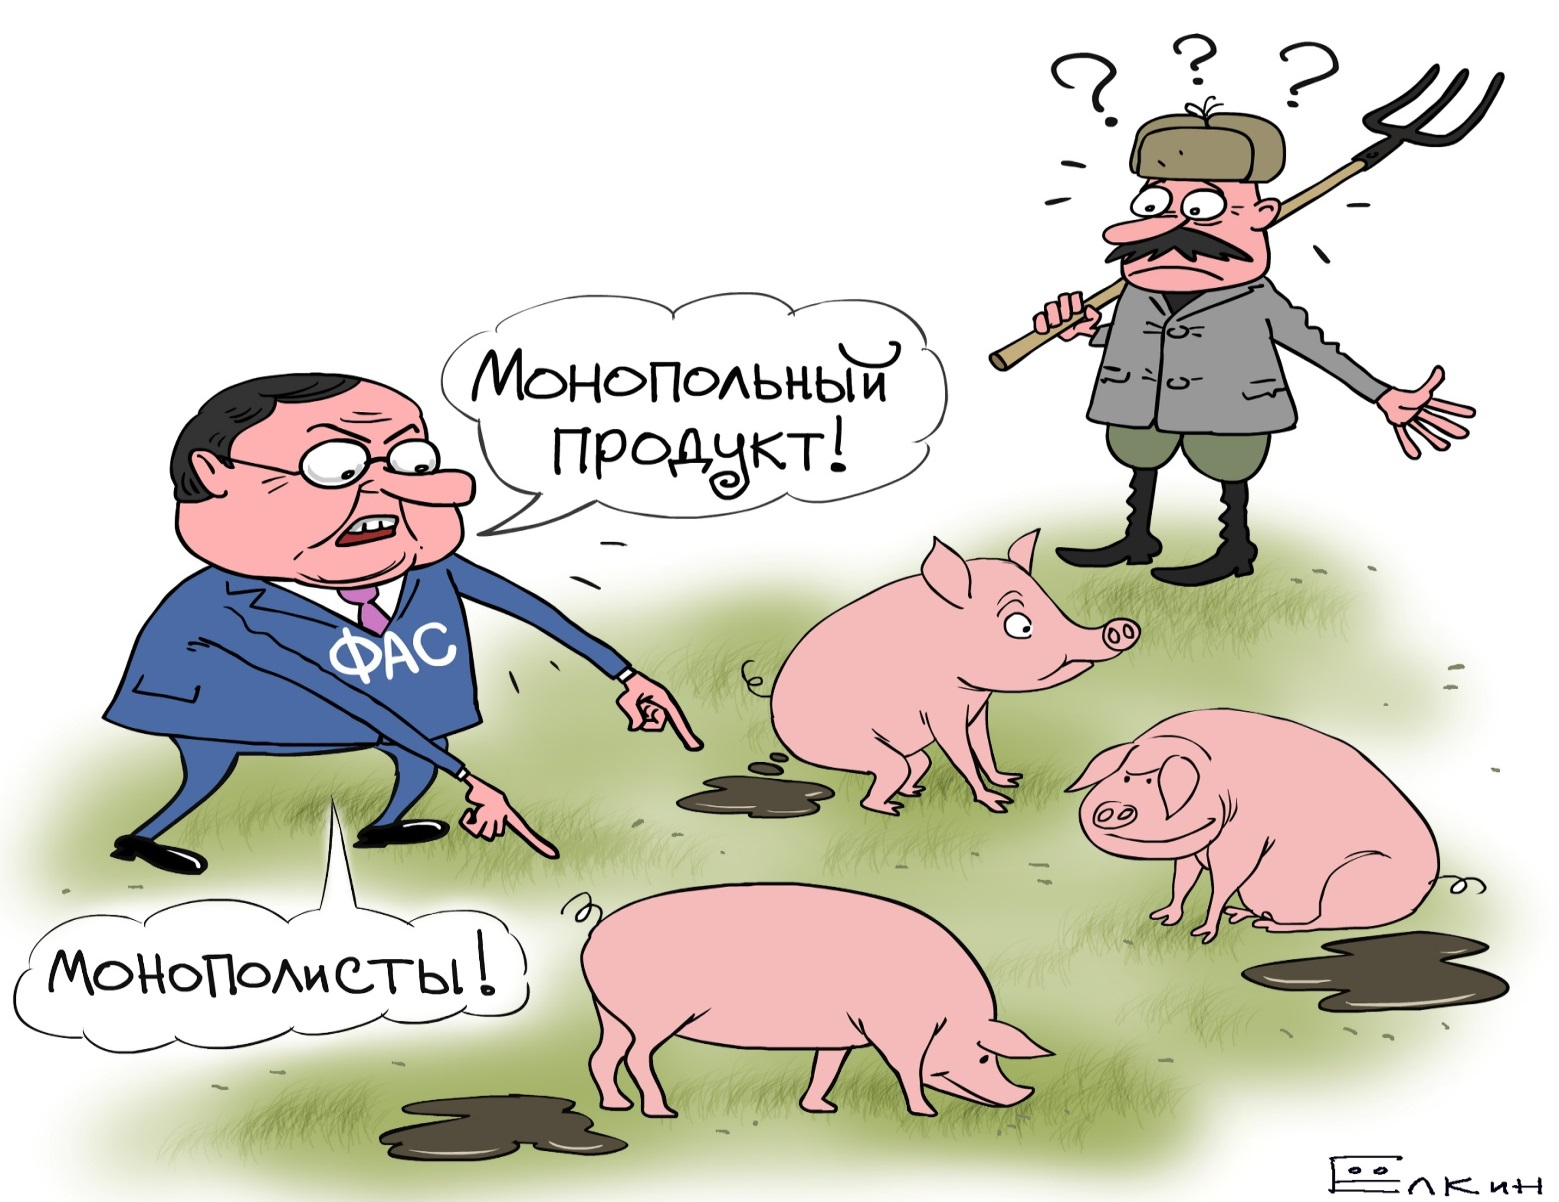 ? ? ?
Монопольный
продукт!
ФАС
Монополисты!
Ёлкин